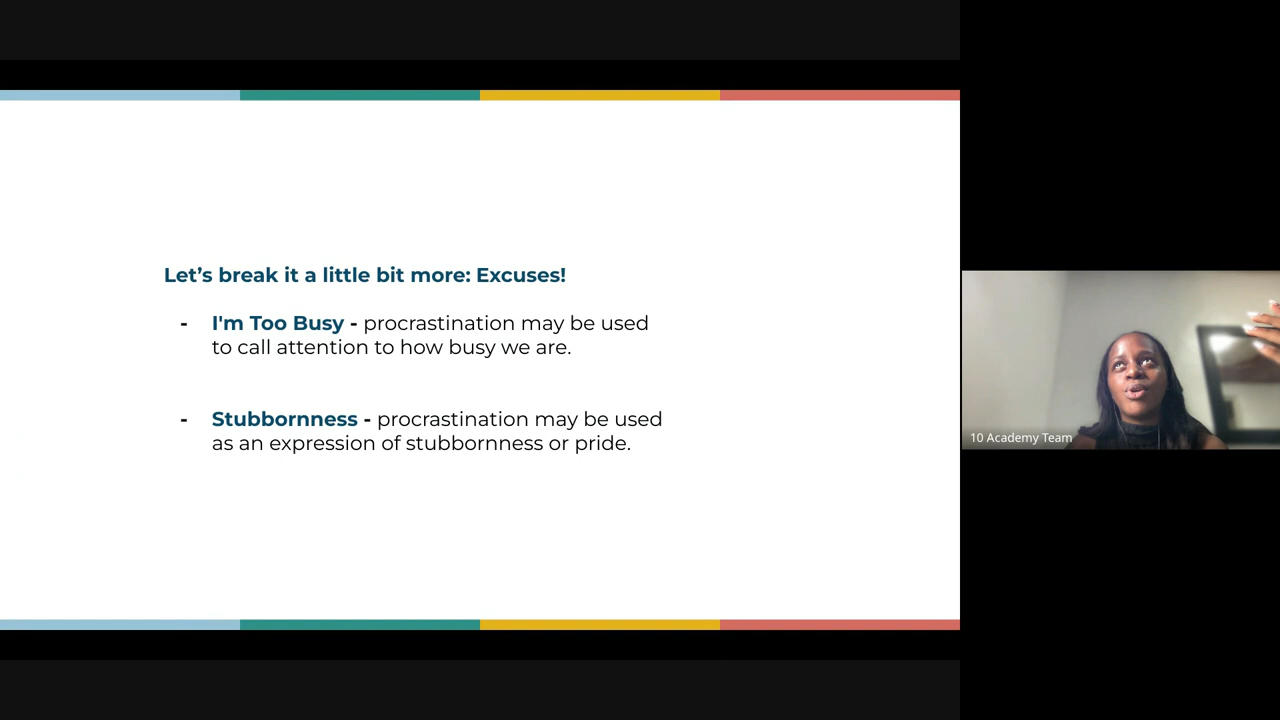 Let’s break it a little bit more: Excuses!
- I'm Too Busy - procrastination may be used
to call attention to how busy we are.
- Stubbornness - procrastination may be used
as an expression of stubbornness or pride.
10 Academy Team